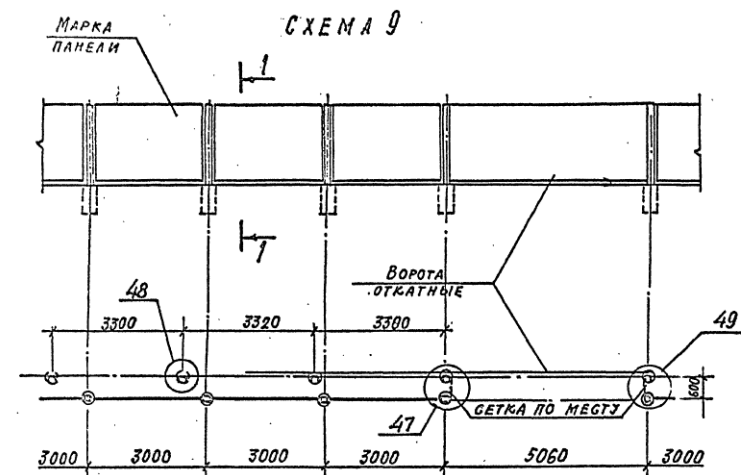 СХЕМА 9
МАРКА
ПАНЕЛИ
1
1
ВОРОТА
ОТКАТНЫЕ
48
3300
3320
3300
49
600
47
СЕТКА ПО МЕСТУ
3000
3000
3000
3000
5060
3000